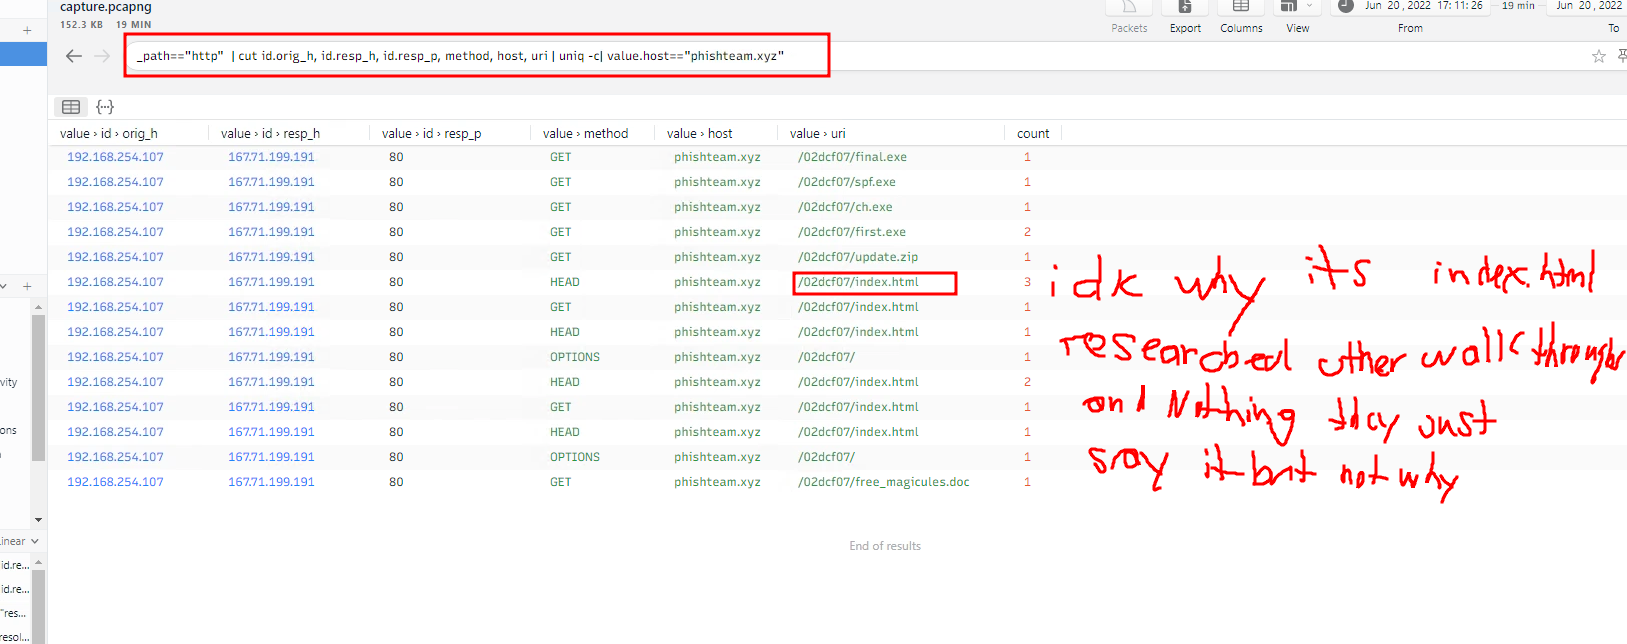 capture.pcapng
152.3 KB 19 MIN
Packets Export Columns View
Jun 20, 2022 17:11:26 19 min Jun 20, 2022
From To
_path=="http" | cut id.orig_h, id.resp_h, id.resp_p, method, host, uri | uniq -c| value.host=="phishteam.xyz"
value › id › orig_h value › id › resp_h value › id › resp_p value › method value › host value › uri count
192.168.254.107 167.71.199.191 80 GET phishteam.xyz /02dcf07/final.exe 1
192.168.254.107 167.71.199.191 80 GET phishteam.xyz /02dcf07/spf.exe 1
192.168.254.107 167.71.199.191 80 GET phishteam.xyz /02dcf07/ch.exe 1
192.168.254.107 167.71.199.191 80 GET phishteam.xyz /02dcf07/first.exe 2
192.168.254.107 167.71.199.191 80 GET phishteam.xyz /02dcf07/update.zip 1
192.168.254.107 167.71.199.191 80 HEAD phishteam.xyz /02dcf07/index.html 3
192.168.254.107 167.71.199.191 80 GET phishteam.xyz /02dcf07/index.html 1
192.168.254.107 167.71.199.191 80 HEAD phishteam.xyz /02dcf07/index.html 1
192.168.254.107 167.71.199.191 80 OPTIONS phishteam.xyz /02dcf07/ 1
192.168.254.107 167.71.199.191 80 HEAD phishteam.xyz /02dcf07/index.html 2
192.168.254.107 167.71.199.191 80 GET phishteam.xyz /02dcf07/index.html 1
192.168.254.107 167.71.199.191 80 HEAD phishteam.xyz /02dcf07/index.html 1
192.168.254.107 167.71.199.191 80 OPTIONS phishteam.xyz /02dcf07/ 1
192.168.254.107 167.71.199.191 80 GET phishteam.xyz /02dcf07/free_magicules.doc 1
End of results
idk why its index.html
researched other walkthroughs
and Nothing they Just
say it but not why
vity
ons
inear
id.re...
id.re...
"res...
resol...